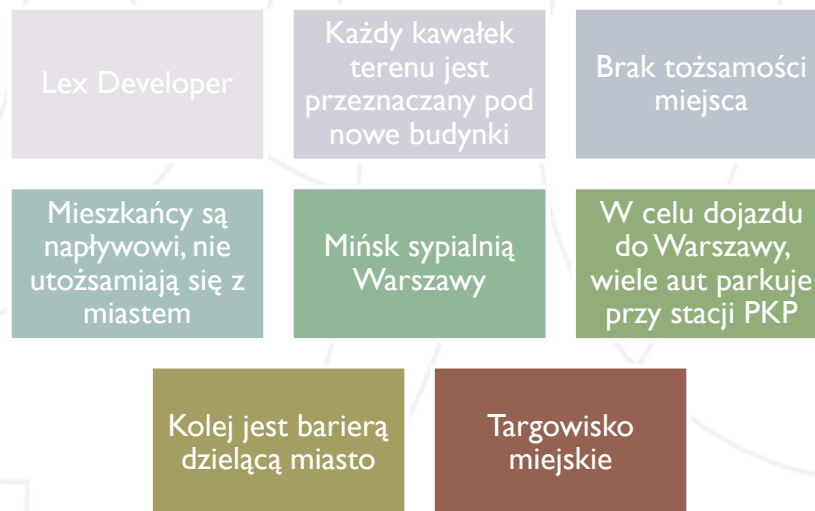 Lex Developer
Każdy kawałek
terenu jest
przeznaczany pod
nowe budynki
Brak tożsamości
miejsca
Mieszkańcy są
napływowi, nie
utożsamiają się z
miastem
Mińsk sypialnią
Warszawy
W celu dojazdu
do Warszawy,
wiele aut parkuje
przy stacji PKP
Kolej jest barierą
dzielącą miasto
Targowisko
miejskie